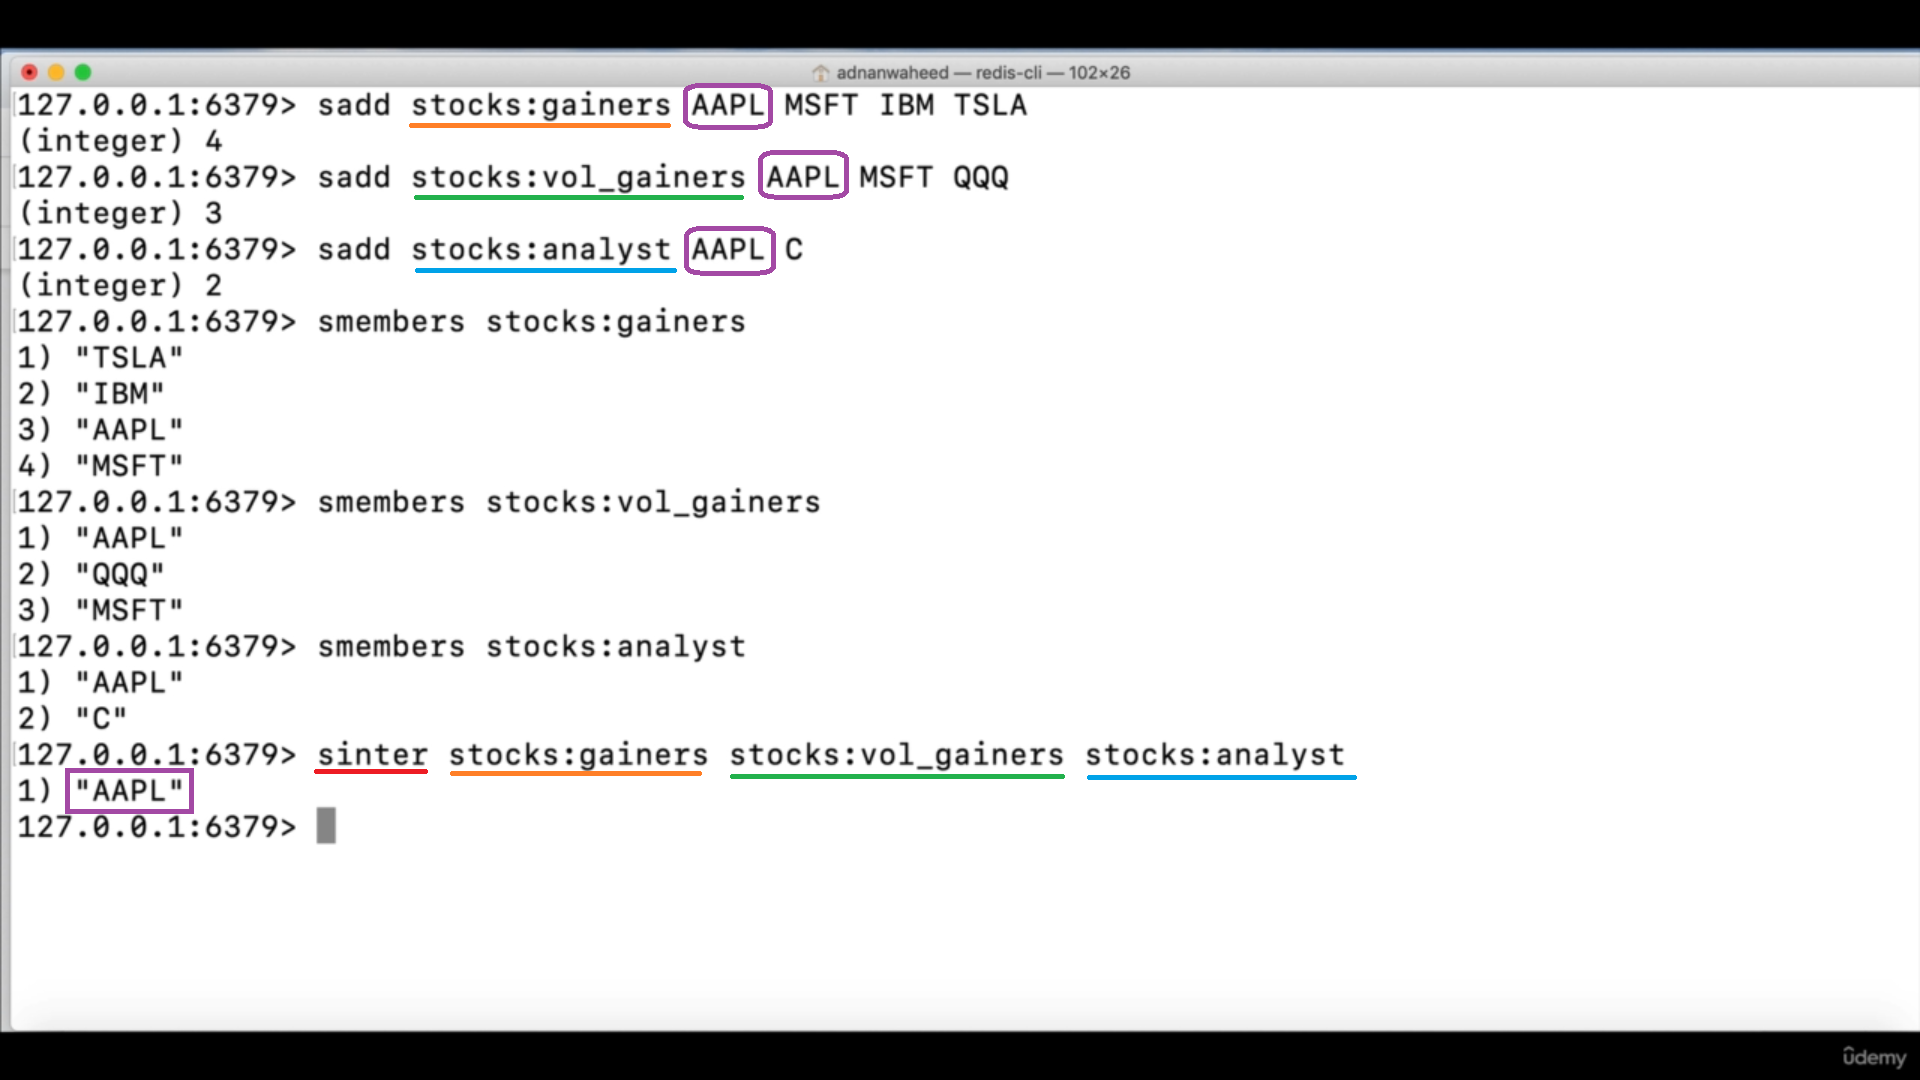 adnanwaheed — redis-cli — 102×26
127.0.0.1:6379> sadd stocks:gainers AAPL MSFT IBM TSLA
(integer) 4
127.0.0.1:6379> sadd stocks:vol_gainers AAPL MSFT QQQ
(integer) 3
127.0.0.1:6379> sadd stocks:analyst AAPL C
(integer) 2
127.0.0.1:6379> smembers stocks:gainers
1) "TSLA"
2) "IBM"
3) "AAPL"
4) "MSFT"
127.0.0.1:6379> smembers stocks:vol_gainers
1) "AAPL"
2) "QQQ"
3) "MSFT"
127.0.0.1:6379> smembers stocks:analyst
1) "AAPL"
2) "C"
127.0.0.1:6379> sinter stocks:gainers stocks:vol_gainers stocks:analyst
1) "AAPL"
127.0.0.1:6379>
ûdemy